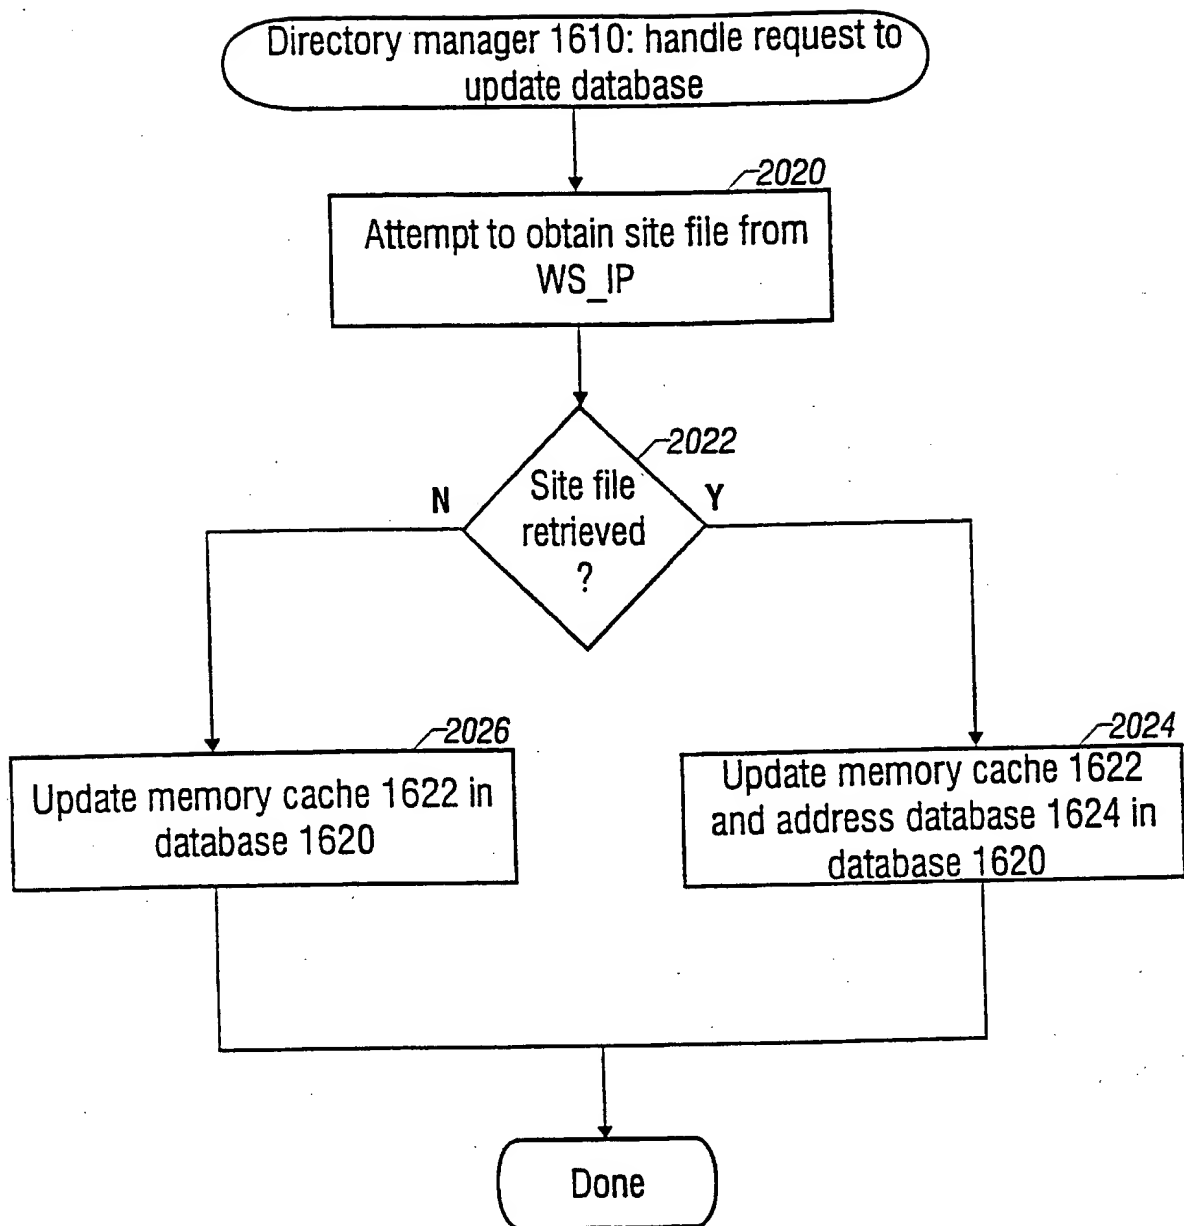 Directory manager 1610: handle request to
update database
2020
Attempt to obtain site file from
WS_IP
2022
Site file
retrieved
?
N
Y
2026
Update memory cache 1622 in
database 1620
2024
Update memory cache 1622
and address database 1624 in
database 1620
Done